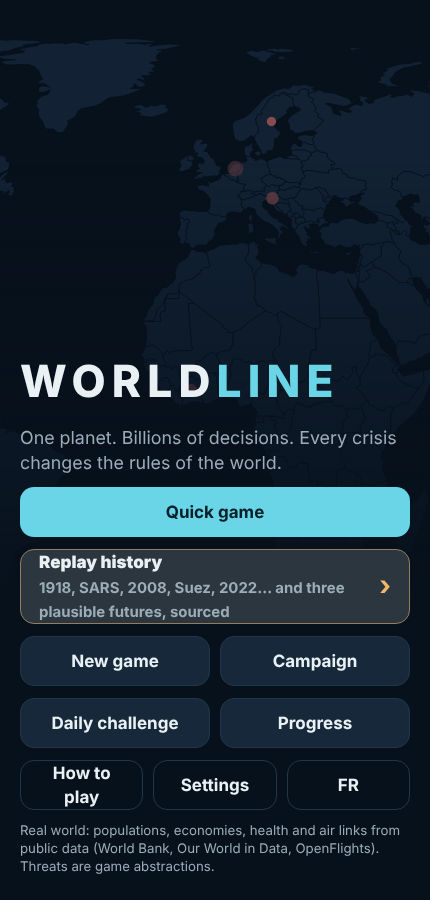 WORLDLINE
One planet. Billions of decisions. Every crisis
changes the rules of the world.
Quick game
Replay history
1918, SARS, 2008, Suez, 2022... and three
plausible futures, sourced
New game
Campaign
Daily challenge
Progress
How to
play
Settings
FR
Real world: populations, economies, health and air links from
public data (World Bank, Our World in Data, OpenFlights).
Threats are game abstractions.